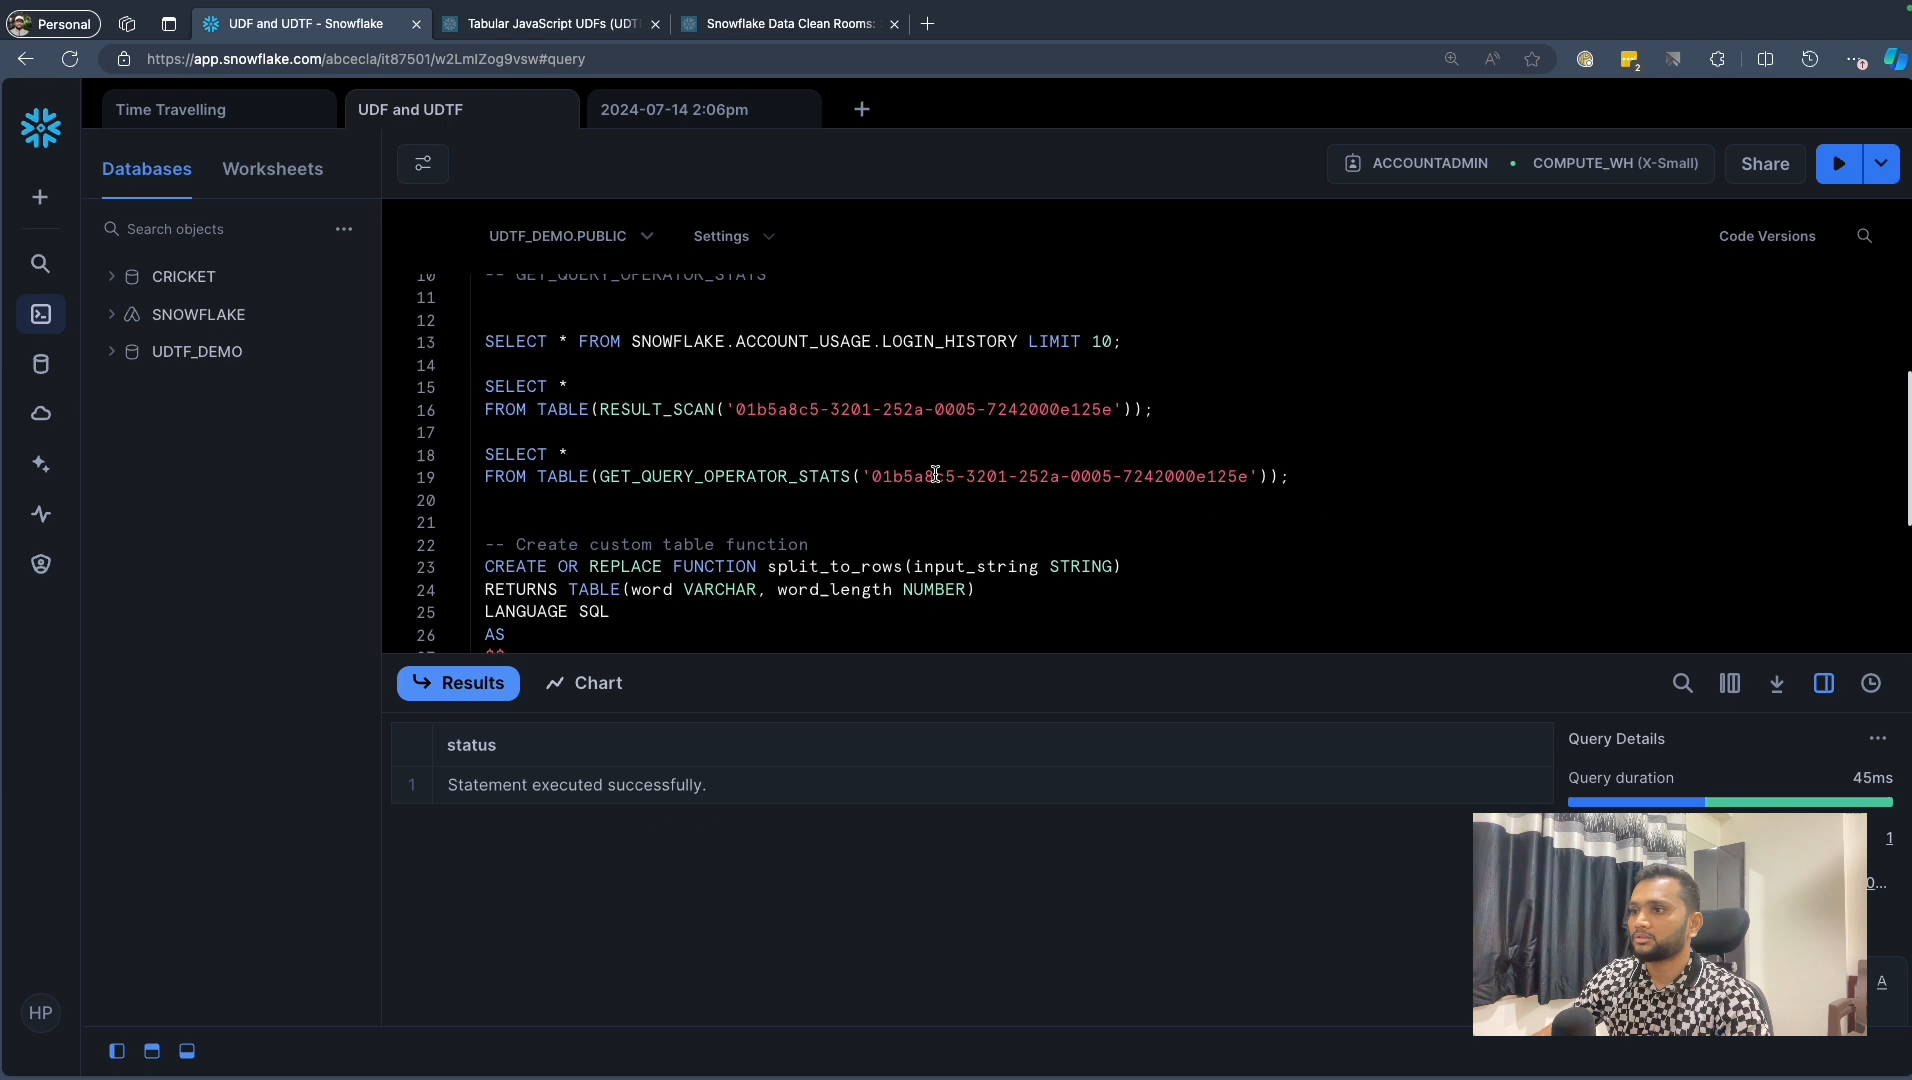 Personal
UDF and UDTF - Snowflake
Tabular JavaScript UDFs (UDT
Snowflake Data Clean Rooms:
https://app.snowflake.com/abcecla/it87501/w2LmlZog9vsw#query
2
Time Travelling
UDF and UDTF
2024-07-14 2:06pm
Databases
Worksheets
ACCOUNTADMIN
COMPUTE_WH (X-Small)
Share
Search objects
UDTF_DEMO.PUBLIC
Settings
Code Versions
CRICKET
SNOWFLAKE
UDTF_DEMO
10 -- GET_QUERY_OPERATOR_STATS
11
12
13 SELECT * FROM SNOWFLAKE.ACCOUNT_USAGE.LOGIN_HISTORY LIMIT 10;
14
15 SELECT *
16 FROM TABLE(RESULT_SCAN('01b5a8c5-3201-252a-0005-7242000e125e'));
17
18 SELECT *
19 FROM TABLE(GET_QUERY_OPERATOR_STATS('01b5a8c5-3201-252a-0005-7242000e125e'));
20
21
22 -- Create custom table function
23 CREATE OR REPLACE FUNCTION split_to_rows(input_string STRING)
24 RETURNS TABLE(word VARCHAR, word_length NUMBER)
25 LANGUAGE SQL
26 AS
$$
Results
Chart
status
1 Statement executed successfully.
Query Details
Query duration
45ms
1
0...
A
HP